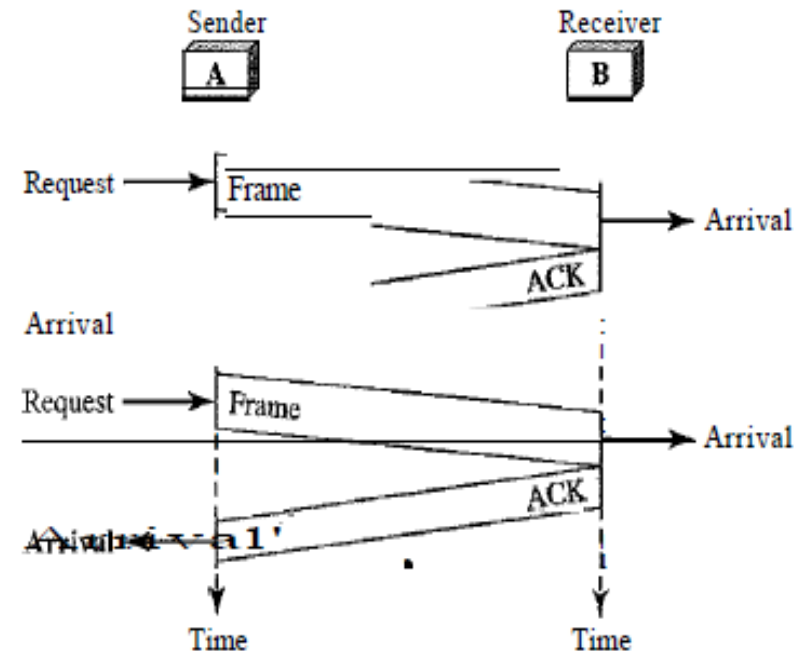 Sender Receiver
A B
Request Frame
Arrival
ACK
Arrival
Request Frame
Arrival
ACK
Time Time